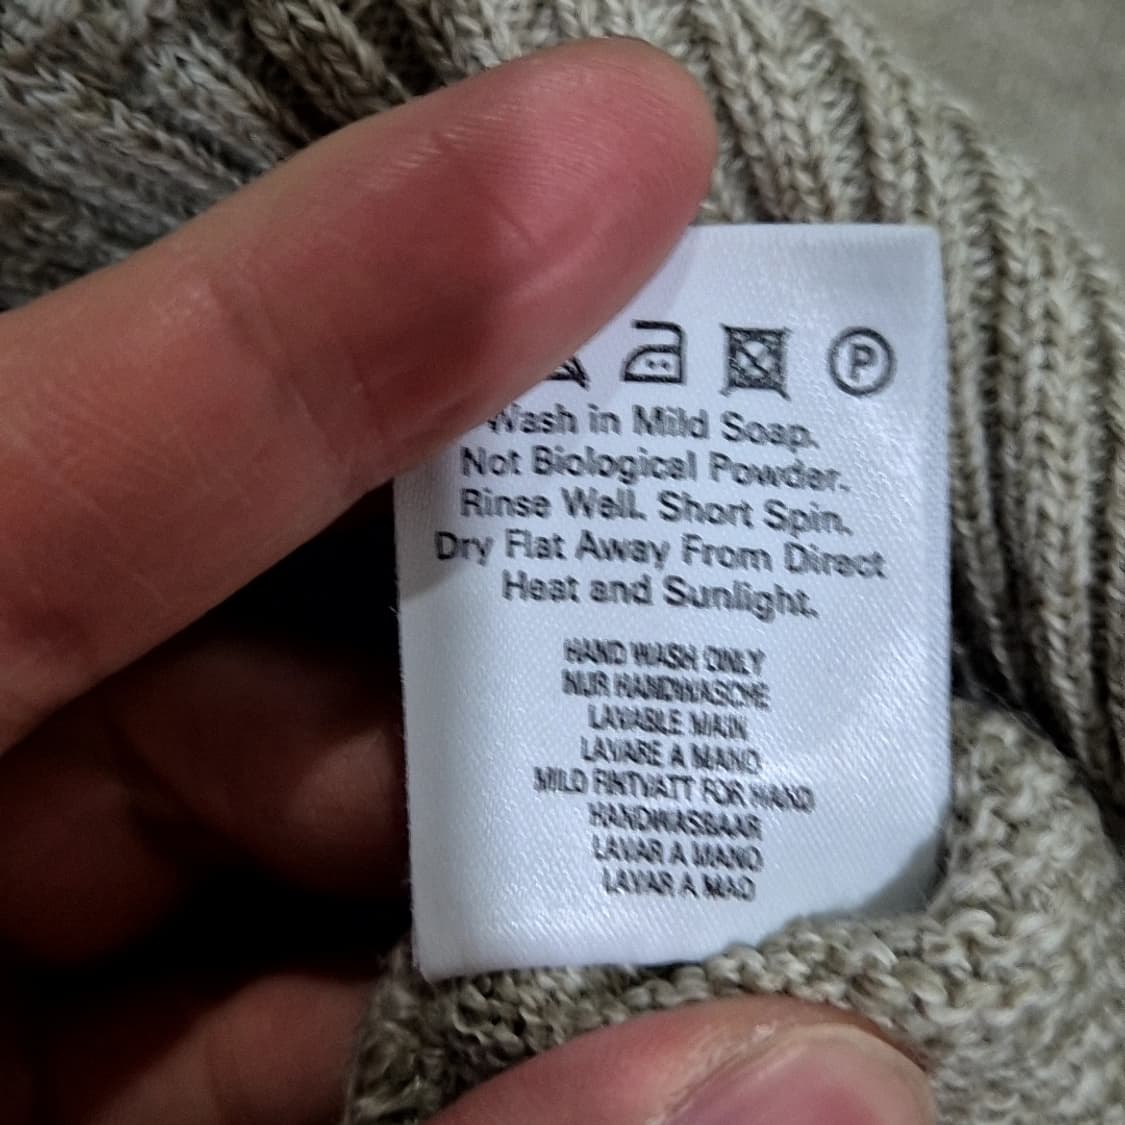 P
Wash in Mild Soap.
Not Biological Powder.
Rinse Well. Short Spin.
Dry Flat Away From Direct
Heat and Sunlight.
HAND WASH ONLY
NUR HANDWASCHE
LAVABLE MAIN
LAVARE A MANO
MILD FINTVATT FOR HAND
HANDWASBAAR
LAVAR A MANO
LAVAR A MAO